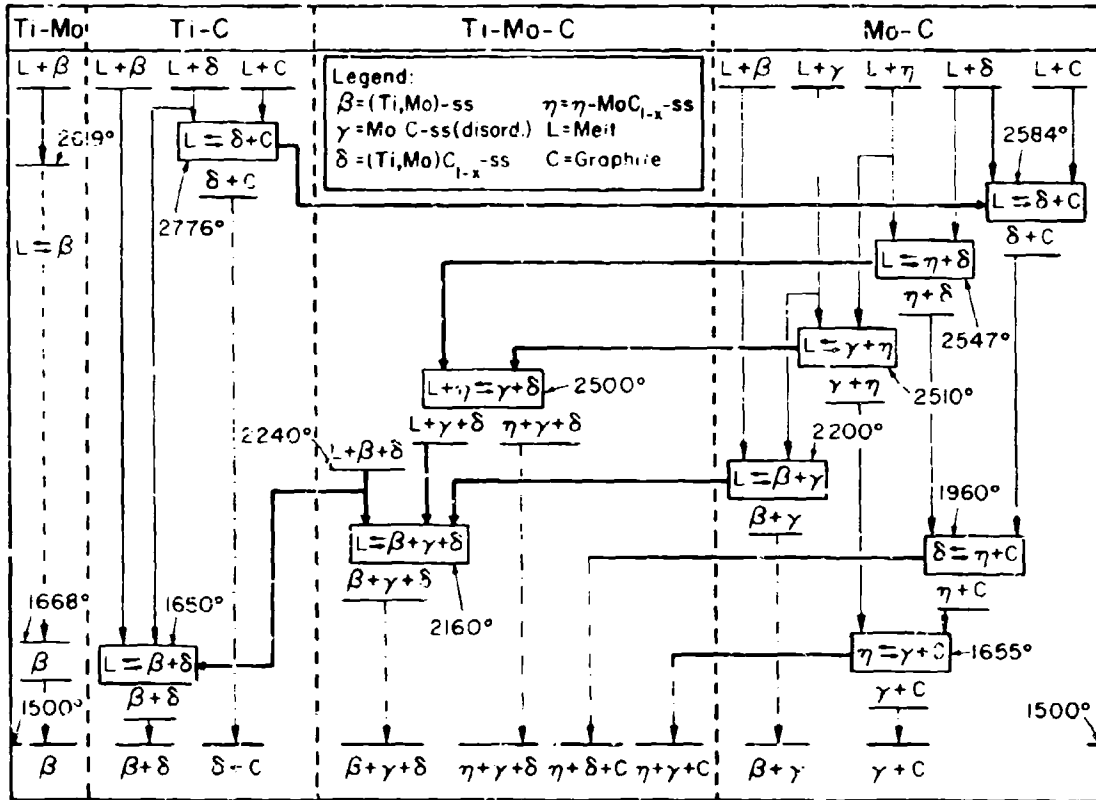 Ti-Mo Ti-C Ti-Mo-C Mo-C
L+β L+β L+δ L+C L+β L+γ L+η L+δ L+C
Legend:
β=(Ti,Mo)-ss η=η-MoC1-x-ss
γ=Mo C-ss(disord.) L=Melt
δ=(Ti,Mo)C1-x-ss C=Graphite
2619°
L⇌δ+C
δ+C
2776°
2584°
L⇌δ+C
δ+C
L⇌β
L⇌η+δ
η+δ
2547°
L⇌γ+η
γ+η
2510°
L+η⇌γ+δ
2500°
L+γ+δ η+γ+δ
2240°
L+β+δ
2200°
L⇌β+γ
β+γ
L⇌β+γ+δ
β+γ+δ
2160°
1960°
δ⇌η+C
η+C
1668°
β
1650°
L⇌β+δ
β+δ
η⇌γ+C
1655°
γ+C
1500° 1500°
β β+δ δ+C β+γ+δ η+γ+δ η+δ+C η+γ+C β+γ γ+C